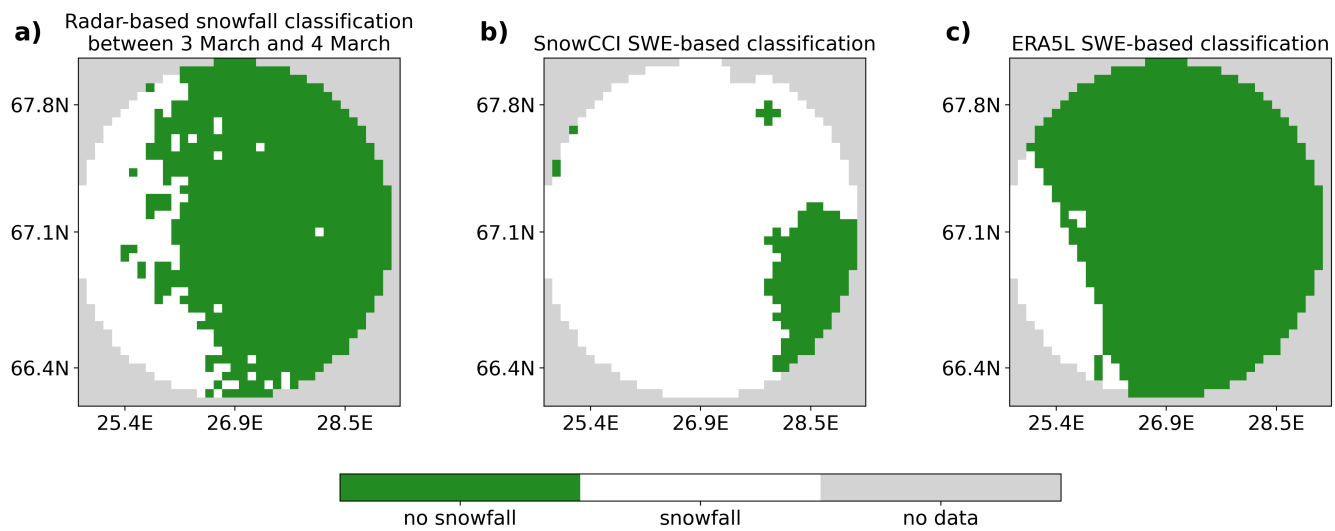 a)
Radar-based snowfall classification
between 3 March and 4 March
67.8N
67.1N
66.4N
25.4E
26.9E
28.5E
b)
SnowCCI SWE-based classification
67.8N
67.1N
66.4N
25.4E
26.9E
28.5E
c)
ERA5L SWE-based classification
67.8N
67.1N
66.4N
25.4E
26.9E
28.5E
no snowfall
snowfall
no data